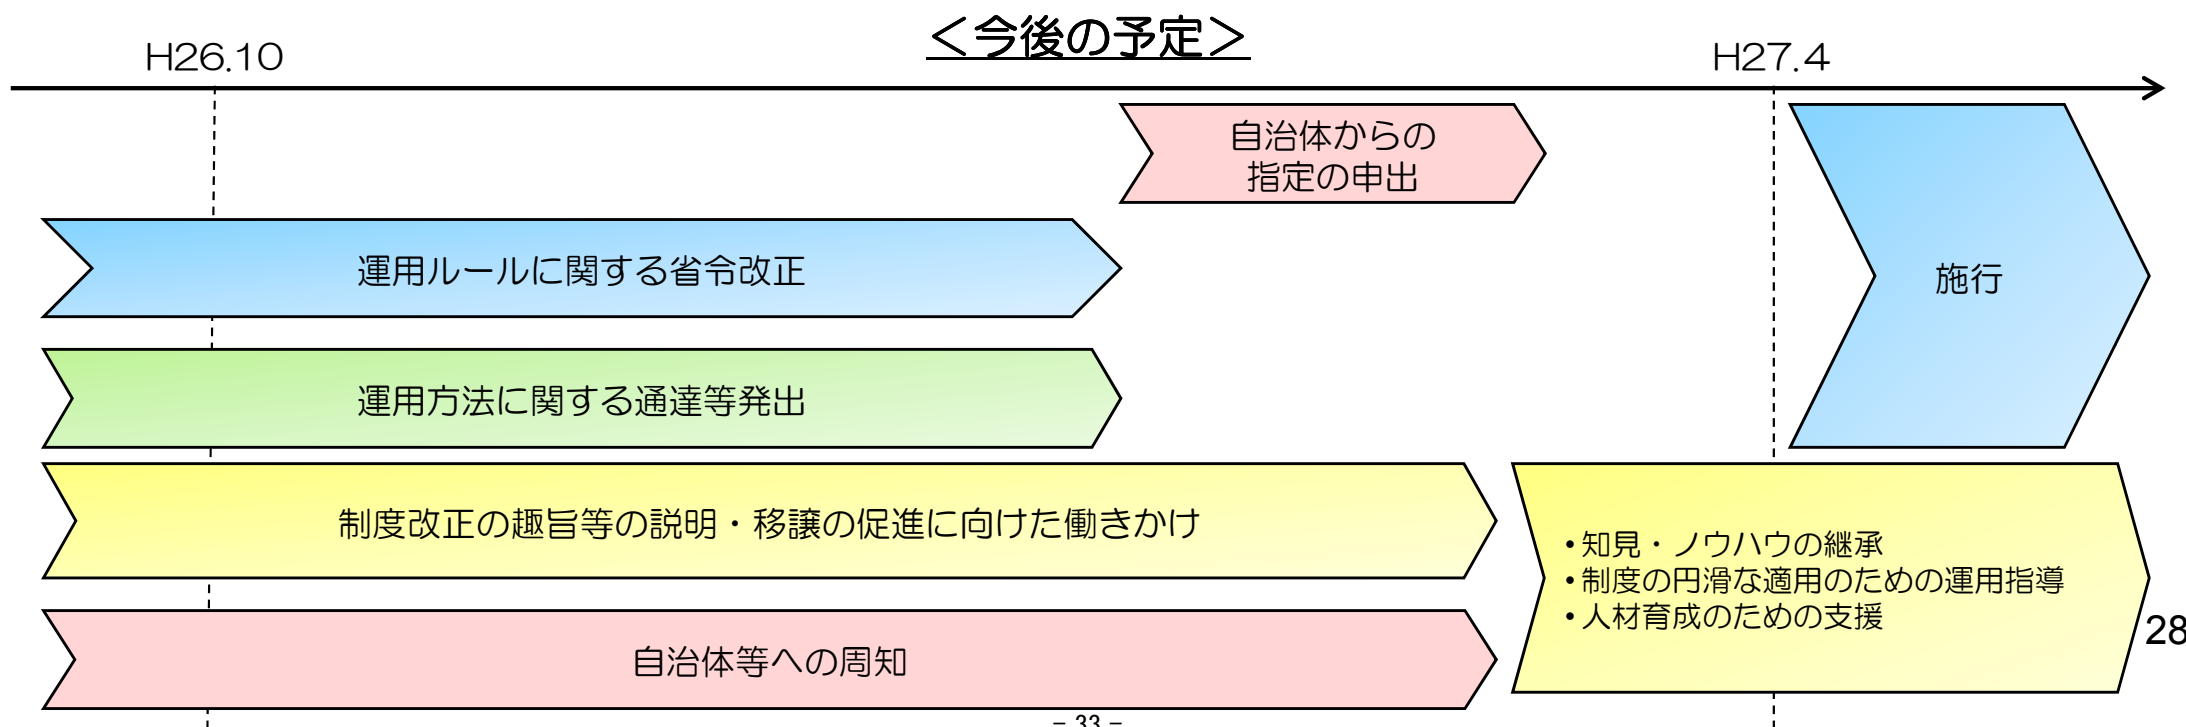 ＜今後の予定＞
H26.10
H27.4
自治体からの
指定の申出
運用ルールに関する省令改正
施行
運用方法に関する通達等発出
制度改正の趣旨等の説明・移譲の促進に向けた働きかけ
•知見・ノウハウの継承
•制度の円滑な適用のための運用指導
•人材育成のための支援
28
自治体等への周知
- 33 -